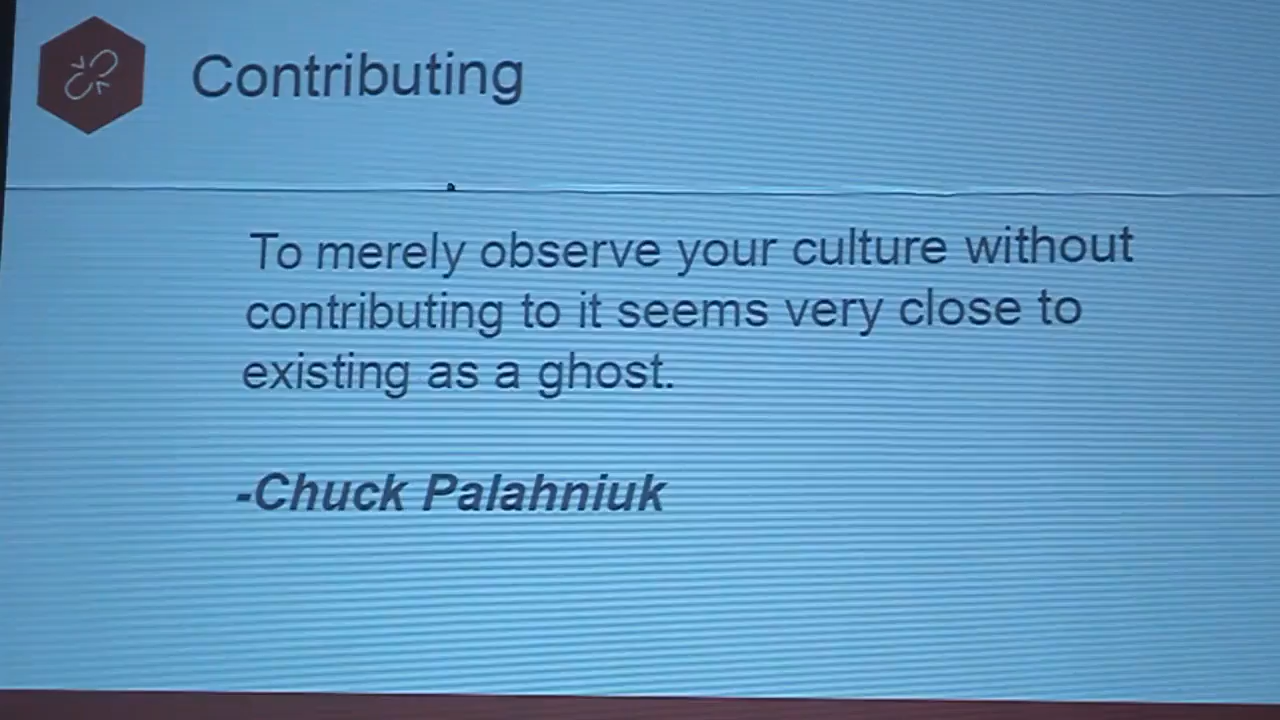 Contributing
To merely observe your culture without
contributing to it seems very close to
existing as a ghost.
-Chuck Palahniuk